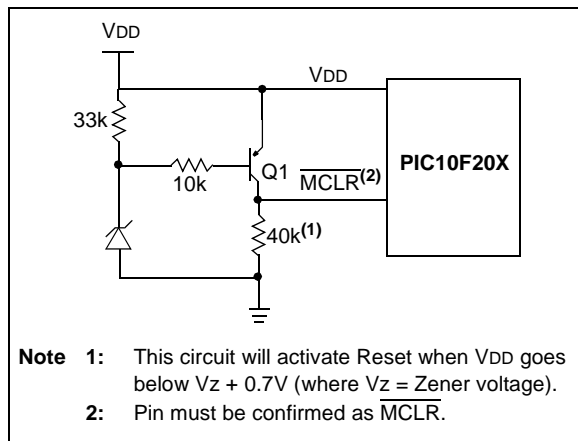 VDD
VDD
33k
10k
Q1
MCLR(2)
PIC10F20X
40k(1)
Note 1: This circuit will activate Reset when VDD goes
below Vz + 0.7V (where Vz = Zener voltage).
2: Pin must be confirmed as MCLR.